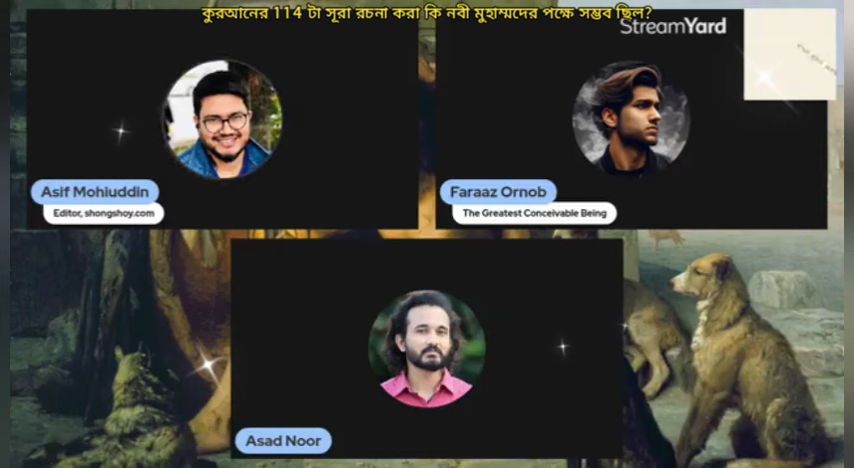 কুরআনের 114 টা সূরা রচনা করা কি নবী মুহাম্মদের পক্ষে সম্ভব ছিল?
StreamYard
Asif Mohiuddin
Editor, shongshoy.com
Faraaz Ornob
The Greatest Conceivable Being
Asad Noor